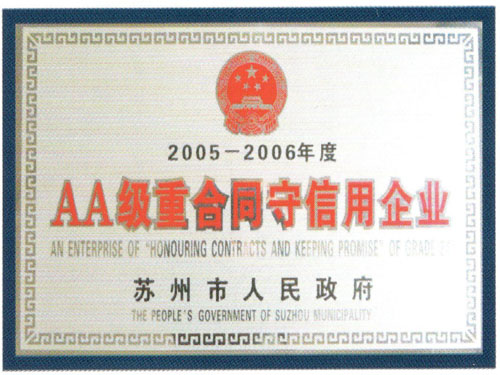 2005-2006年度
AA级重合同守信用企业
AN ENTERPRISE OF "HONOURING CONTRACTS AND KEEPING PROMISE" OF GRADE
苏州市人民政府
THE PEOPLE'S GOVERNMENT OF SUZHOU MUNICIPALITY